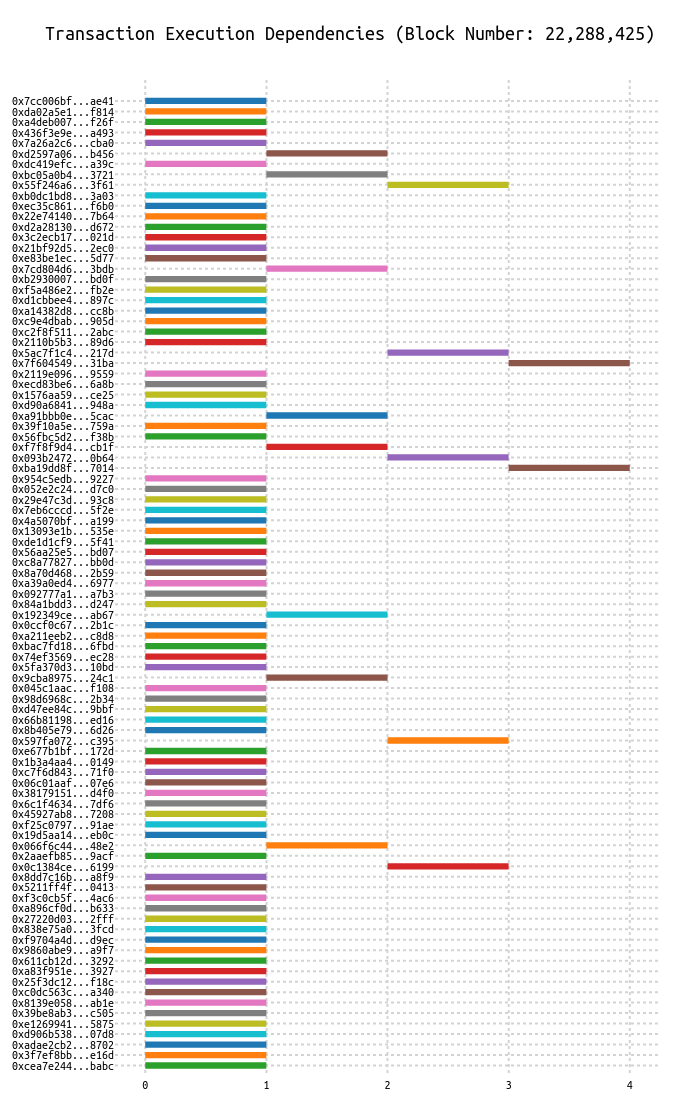 Transaction Execution Dependencies (Block Number: 22,288,425)
0x7cc006bf...ae41
0xda02a5e1...f814
0xa4deb007...f26f
0x436f3e9e...a493
0x7a26a2c6...cba0
0xd2597a06...b456
0xdc419efc...a39c
0xbc05a0b4...3721
0x55f246a6...3f61
0xb0dc1bd8...3a03
0xec35c861...f6b0
0x22e74140...7b64
0xd2a28130...d672
0x3c2ecb17...021d
0x21bf92d5...2ec0
0xe83be1ec...5d77
0x7cd804d6...3bdb
0xb2930007...bd0f
0xf5a486e2...fb2e
0xd1cbbee4...897c
0xa14382d8...cc8b
0xc9e4dbab...905d
0xc2f8f511...2abc
0x2110b5b3...89d6
0x5ac7f1c4...217d
0x7f604549...31ba
0x2119e096...9559
0xecd83be6...6a8b
0x1576aa59...ce25
0xd90a6841...948a
0xa91bbb0e...5cac
0x39f10a5e...759a
0x56fbc5d2...f38b
0xf7f8f9d4...cb1f
0x093b2472...0b64
0xba19dd8f...7014
0x954c5edb...9227
0x052e2c24...d7c0
0x29e47c3d...93c8
0x7eb6cccd...5f2e
0x4a5070bf...a199
0x13093e1b...535e
0xde1d1cf9...5f41
0x56aa25e5...bd07
0xc8a77827...bb0d
0x8a70d468...2b59
0xa39a0ed4...6977
0x092777a1...a7b3
0x84a1bdd3...d247
0x192349ce...ab67
0x0ccf0c67...2b1c
0xa211eeb2...c8d8
0xbac7fd18...6fbd
0x74ef3569...ec28
0x5fa370d3...10bd
0x9cba8975...24c1
0x045c1aac...f108
0x98d6968c...2b34
0xd47ee84c...9bbf
0x66b81198...ed16
0x8b405e79...6d26
0x597fa072...c395
0xe677b1bf...172d
0x1b3a4aa4...0149
0xc7f6d843...71f0
0x06c01aaf...07e6
0x38179151...d4f0
0x6c1f4634...7df6
0x45927ab8...7208
0xf25c0797...91ae
0x19d5aa14...eb0c
0x066f6c44...48e2
0x2aaefb85...9acf
0x0c1384ce...6199
0x8dd7c16b...a8f9
0x5211ff4f...0413
0xf3c0cb5f...4ac6
0xa896cf0d...b633
0x27220d03...2fff
0x838e75a0...3fcd
0xf9704a4d...d9ec
0x9860abe9...a9f7
0x611cb12d...3292
0xa83f951e...3927
0x25f3dc12...f18c
0xc0dc563c...a340
0x8139e058...ab1e
0x39be8ab3...c505
0xe1269941...5875
0xd906b538...07d8
0xadae2cb2...8702
0x3f7ef8bb...e16d
0xcea7e244...babc
0 1 2 3 4